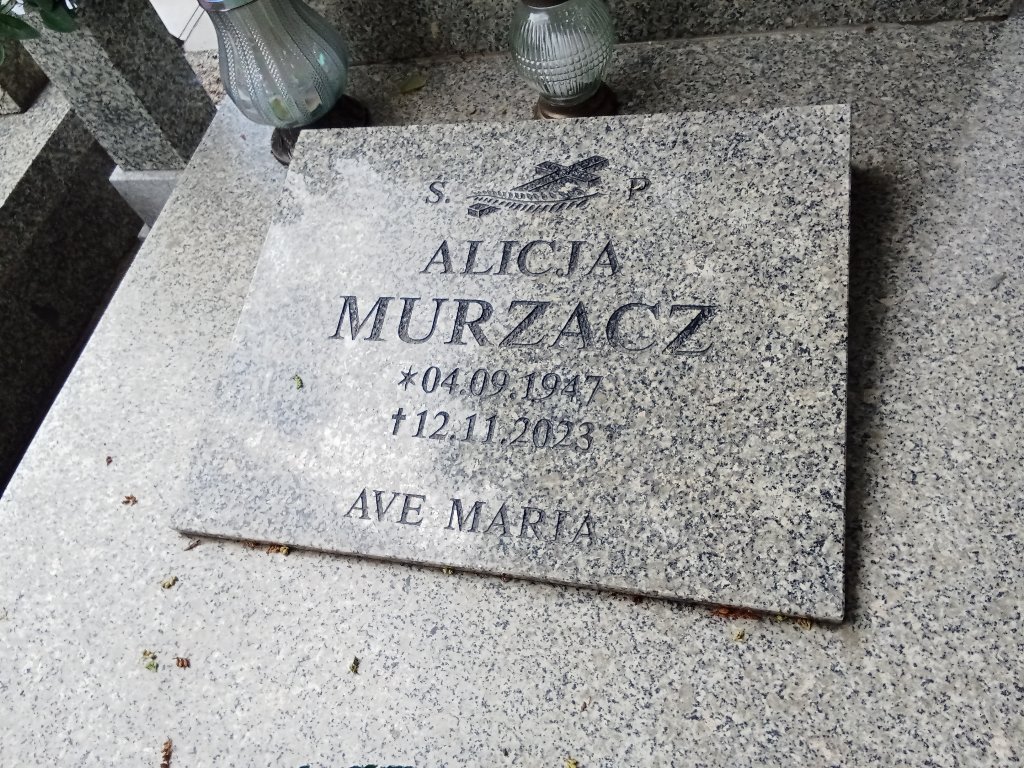 S. P.
ALICJA
MURZACZ
*04.09.1947
†12.11.2023
AVE MARIA